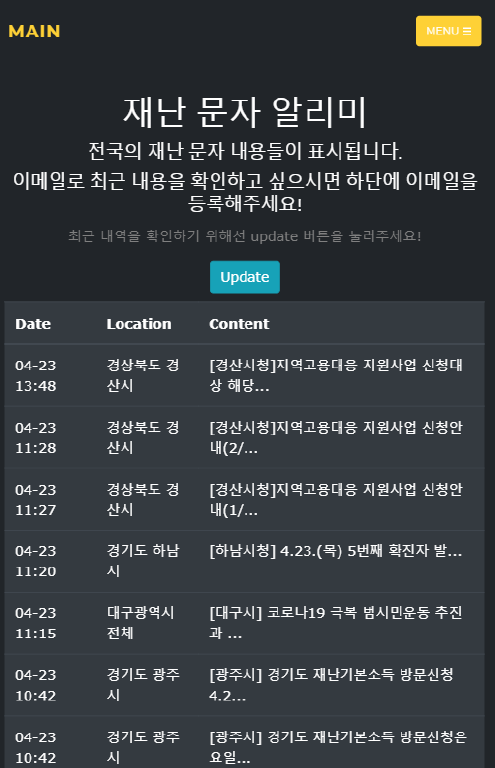 MAIN
MENU ☰
재난 문자 알리미
전국의 재난 문자 내용들이 표시됩니다.
이메일로 최근 내용을 확인하고 싶으시면 하단에 이메일을
등록해주세요!
최근 내역을 확인하기 위해선 update 버튼을 눌러주세요!
Update
Date Location Content
04-23 경상북도 경 [경산시청]지역고용대응 지원사업 신청대
13:48 산시 상 해당...
04-23 경상북도 경 [경산시청]지역고용대응 지원사업 신청안
11:28 산시 내(2/...
04-23 경상북도 경 [경산시청]지역고용대응 지원사업 신청안
11:27 산시 내(1/...
04-23 경기도 하남 [하남시청] 4.23.(목) 5번째 확진자 발...
11:20 시
04-23 대구광역시 [대구시] 코로나19 극복 범시민운동 추진
11:15 전체 과 ...
04-23 경기도 광주 [광주시] 경기도 재난기본소득 방문신청
10:42 시 4.2...
04-23 경기도 광주 [광주시] 경기도 재난기본소득 방문신청은
10:42 시 요일...